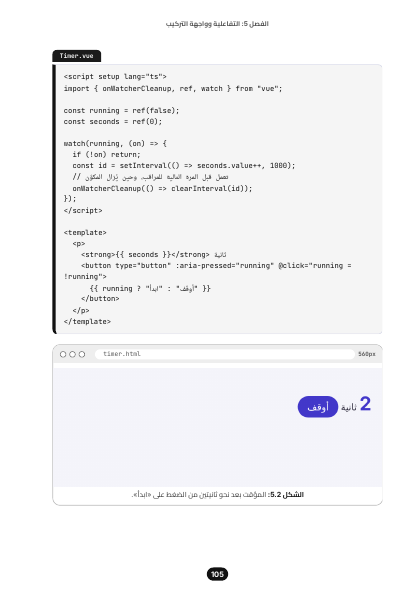 الفصل 5: التفاعلية وواجهة التركيب
Timer.vue
<script setup lang="ts">
import { onWatcherCleanup, ref, watch } from "vue";
const running = ref(false);
const seconds = ref(0);
watch(running, (on) => {
if (!on) return;
const id = setInterval(() => seconds.value++, 1000);
// تعمل قبل المرة التالية للمراقب، وحين يُزال المكوّن
onWatcherCleanup(() => clearInterval(id));
});
</script>
<template>
<p>
<strong>{{ seconds }}</strong> ثانية
<button type="button" :aria-pressed="running" @click="running =
!running">
{{ running ? "أوقف" : "ابدأ" }}
</button>
</p>
</template>
timer.html
560px
2 ثانية أوقف
الشكل 5.2: المؤقت بعد نحو ثانيتين من الضغط على «ابدأ».
105